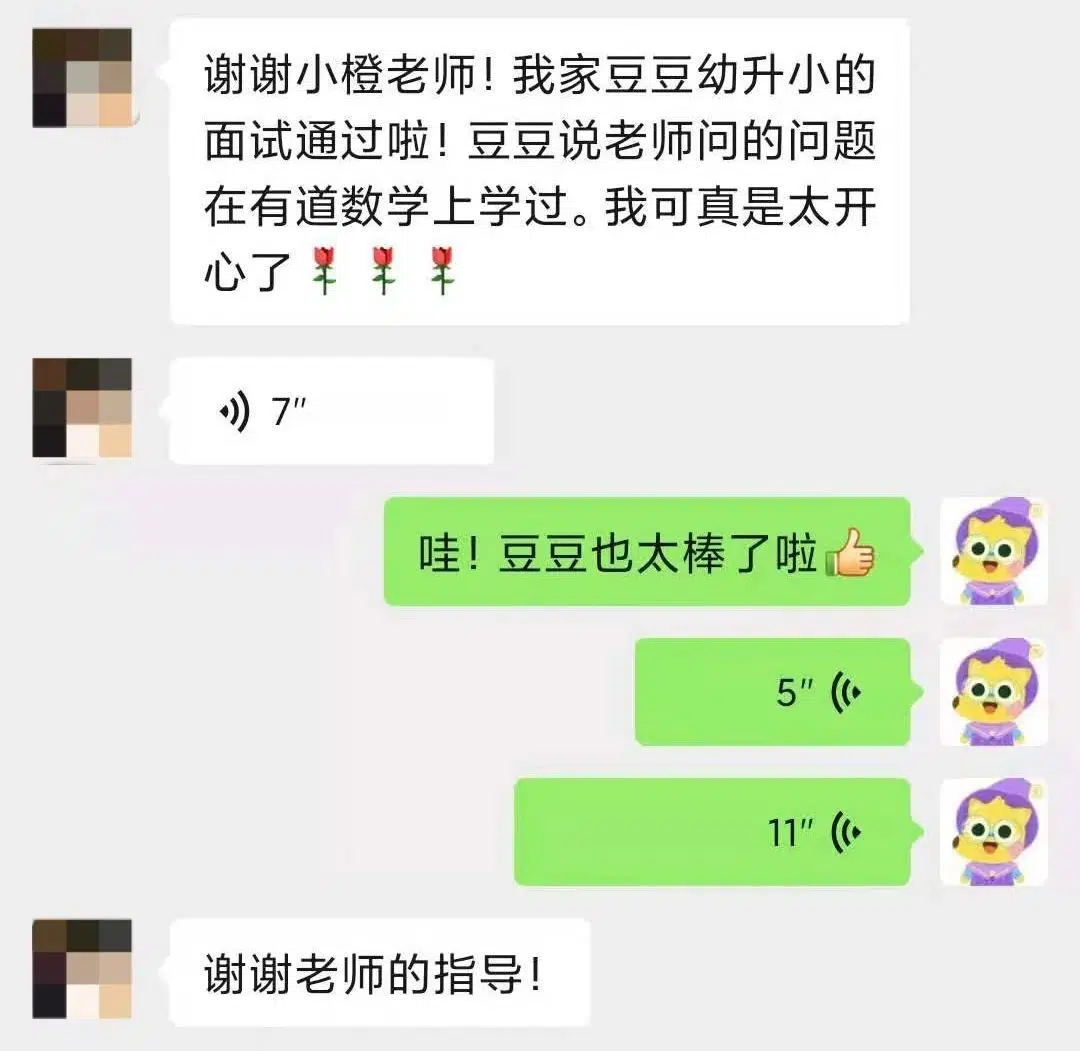 谢谢小橙老师！我家豆豆幼升小的
面试通过啦！豆豆说老师问的问题
在有道数学上学过。我可真是太开
心了🌹🌹🌹
7″
哇！豆豆也太棒了啦👍
5″
11″
谢谢老师的指导！